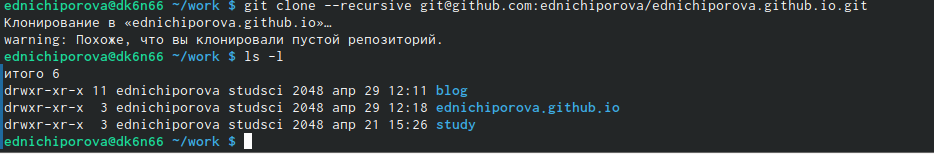 ednichiporova@dk6n66 ~/work $ git clone --recursive git@github.com:ednichiporova/ednichiporova.github.io.git
Клонирование в «ednichiporova.github.io»…
warning: Похоже, что вы клонировали пустой репозиторий.
ednichiporova@dk6n66 ~/work $ ls -l
итого 6
drwxr-xr-x 11 ednichiporova studsci 2048 апр 29 12:11 blog
drwxr-xr-x  3 ednichiporova studsci 2048 апр 29 12:18 ednichiporova.github.io
drwxr-xr-x  3 ednichiporova studsci 2048 апр 21 15:26 study
ednichiporova@dk6n66 ~/work $